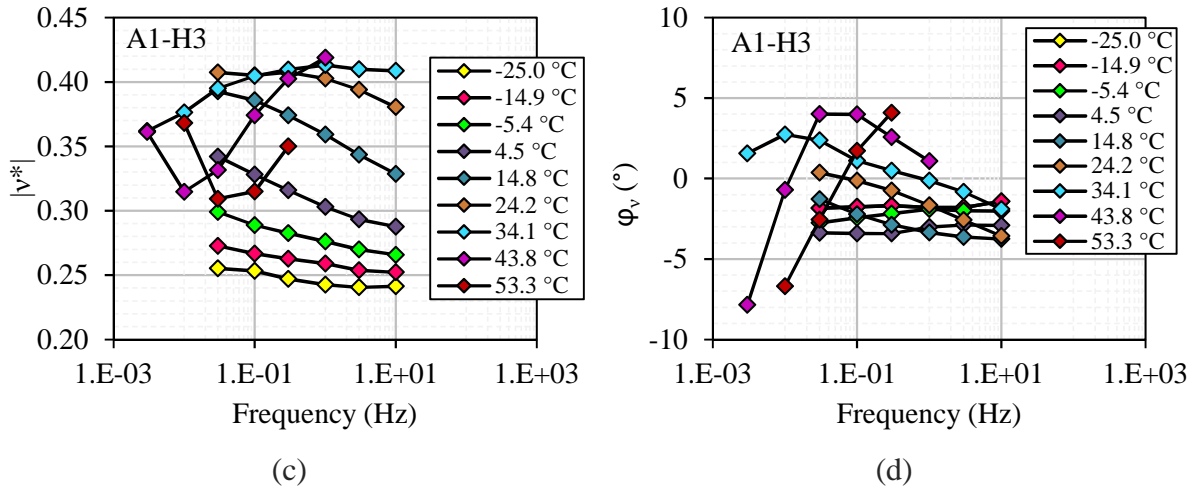 0.45
0.40
0.35
0.30
0.25
0.20
|ν*|
A1-H3
-25.0 °C
-14.9 °C
-5.4 °C
4.5 °C
14.8 °C
24.2 °C
34.1 °C
43.8 °C
53.3 °C
1.E-03 1.E-01 1.E+01 1.E+03
Frequency (Hz)
(c)
10
5
0
-5
-10
φν (°)
A1-H3
-25.0 °C
-14.9 °C
-5.4 °C
4.5 °C
14.8 °C
24.2 °C
34.1 °C
43.8 °C
53.3 °C
1.E-03 1.E-01 1.E+01 1.E+03
Frequency (Hz)
(d)